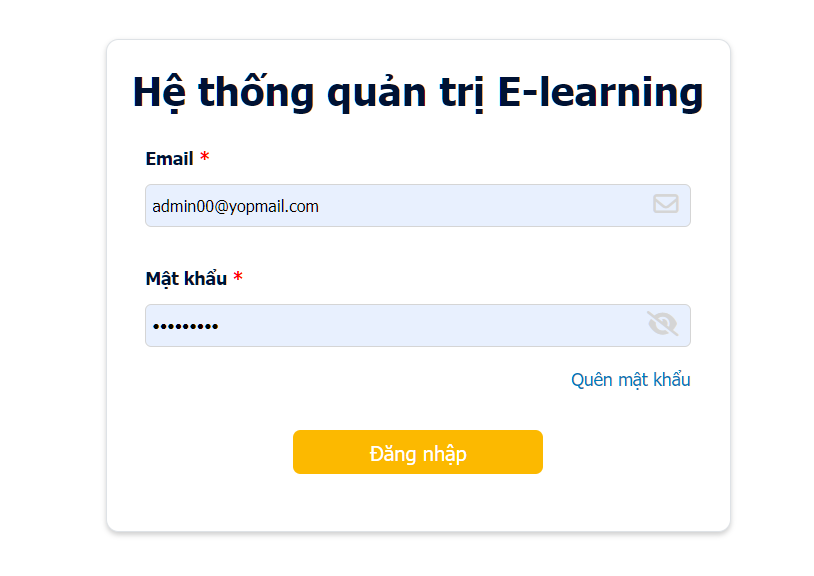 Hệ thống quản trị E-learning
Email *
admin00@yopmail.com
Mật khẩu *
•••••••••
Quên mật khẩu
Đăng nhập